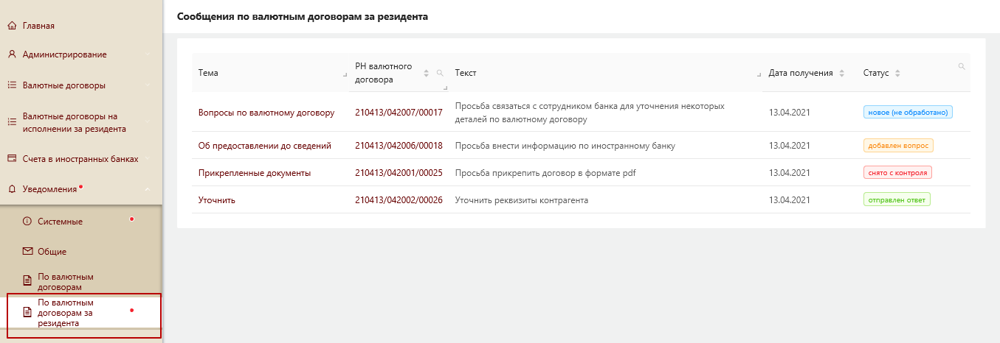 Главная
Администрирование
Валютные договоры
Валютные договоры на
исполнении за резидента
Счета в иностранных банках
Уведомления
Системные
Общие
По валютным
договорам
По валютным
договорам за
резидента
Сообщения по валютным договорам за резидента
Тема
РН валютного
договора
Текст
Дата получения
Статус
Вопросы по валютному договору
210413/042007/00017
Просьба связаться с сотрудником банка для уточнения некоторых
деталей по валютному договору
13.04.2021
новое (не обработано)
Об предоставлении до сведений
210413/042006/00018
Просьба внести информацию по иностранному банку
13.04.2021
добавлен вопрос
Прикрепленные документы
210413/042001/00025
Просьба прикрепить договор в формате pdf
13.04.2021
снято с контроля
Уточнить
210413/042002/00026
Уточнить реквизиты контрагента
13.04.2021
отправлен ответ